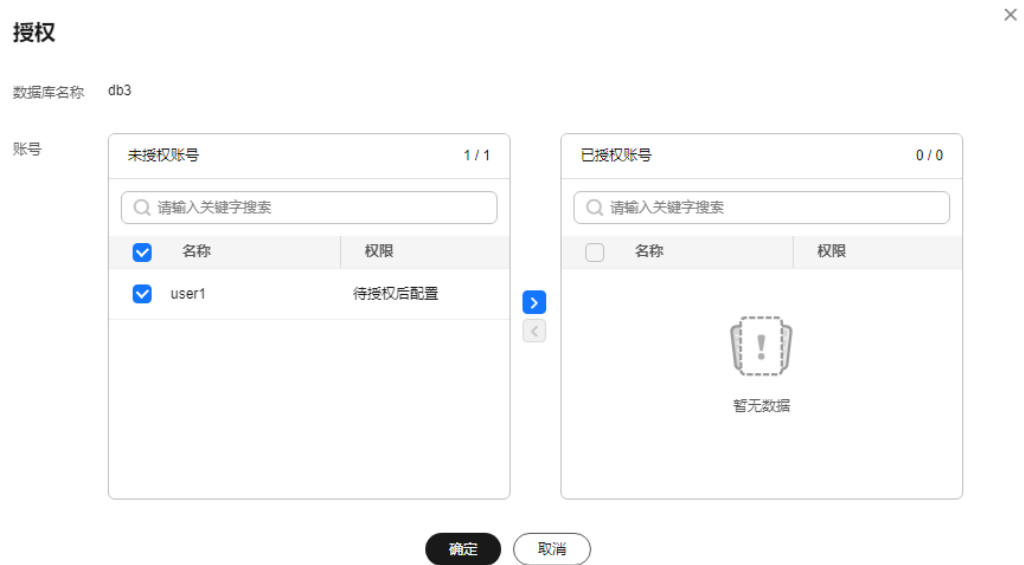 授权
数据库名称 db3
账号
未授权账号 1 / 1
请输入关键字搜索
名称 权限
user1 待授权后配置
已授权账号 0 / 0
请输入关键字搜索
名称 权限
暂无数据
确定 取消